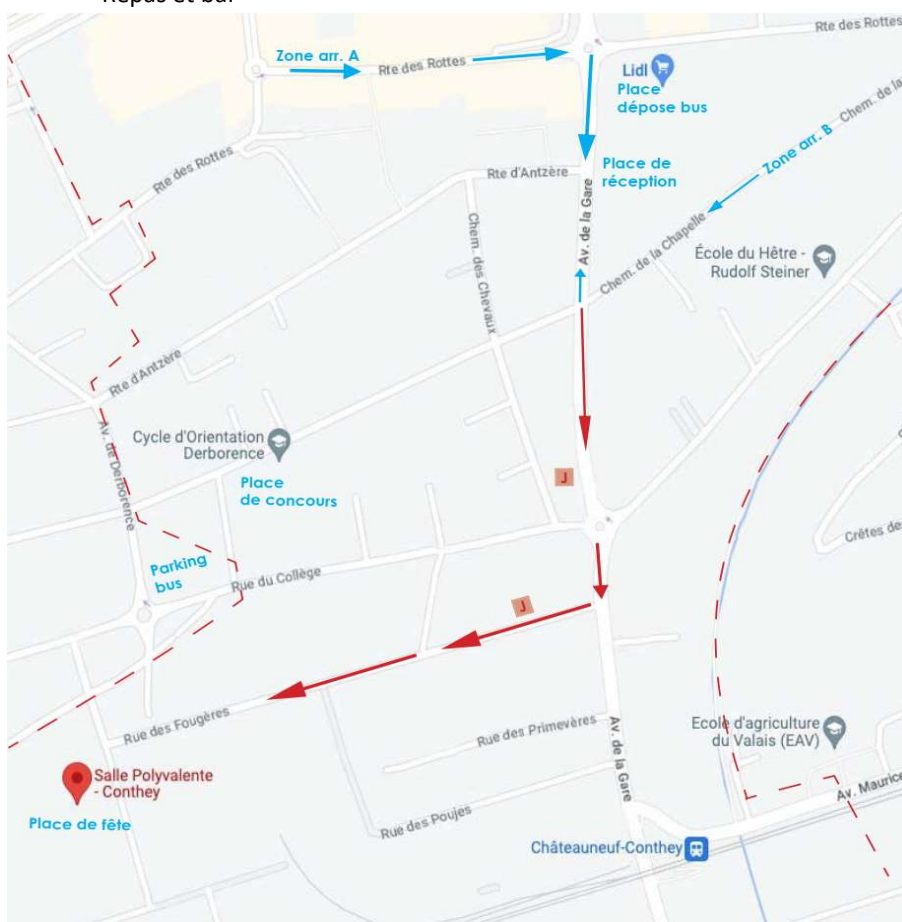 Repas et bar
Rte des Rottes
Zone arr. A
Rte des Rottes
Lidl
Place
dépose bus
Chem. de la
Zone arr. B
Rte des Rottes
Rte d'Antzère
Place de
réception
Av. de la Gare
Chem. de la Chapelle
École du Hêtre -
Rudolf Steiner
Chem. des Chevaux
Rte d'Antzère
Av. de Derborence
Cycle d'Orientation
Derborence
Place
de concours
J
Crêtes de
Parking
bus
Rue du Collège
J
Rue des Fougères
Rue des Primevères
Av. de la Gare
Ecole d'agriculture
du Valais (EAV)
Salle Polyvalente
- Conthey
Place de fête
Rue des Poujes
Av. Maurice
Châteauneuf-Conthey